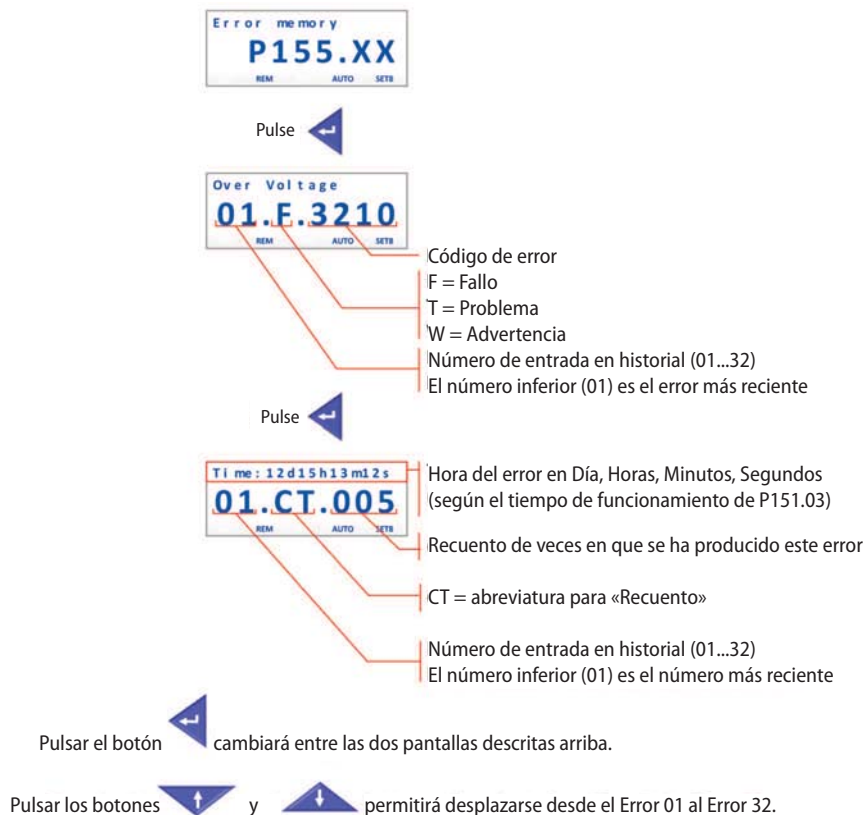 Error memory
P155.XX
REM AUTO SETB
Pulse
Over Voltage
01.F.3210
REM AUTO SETB
Código de error
F = Fallo
T = Problema
W = Advertencia
Número de entrada en historial (01...32)
El número inferior (01) es el error más reciente
Pulse
Time:12d15h13m12s
01.CT.005
REM AUTO SETB
Hora del error en Día, Horas, Minutos, Segundos
(según el tiempo de funcionamiento de P151.03)
Recuento de veces en que se ha producido este error
CT = abreviatura para «Recuento»
Número de entrada en historial (01...32)
El número inferior (01) es el número más reciente
Pulsar el botón cambiará entre las dos pantallas descritas arriba.
Pulsar los botones y permitirá desplazarse desde el Error 01 al Error 32.